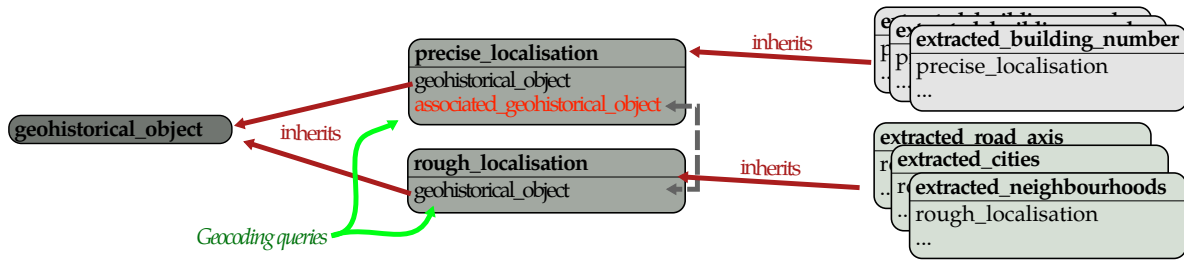 geohistorical_object
inherits
Geocoding queries
precise_localisation
geohistorical_object
associated_geohistorical_object
rough_localisation
geohistorical_object
inherits
inherits
extracted_building_number
precise_localisation
...
extracted_road_axis
extracted_cities
extracted_neighbourhoods
rough_localisation
...